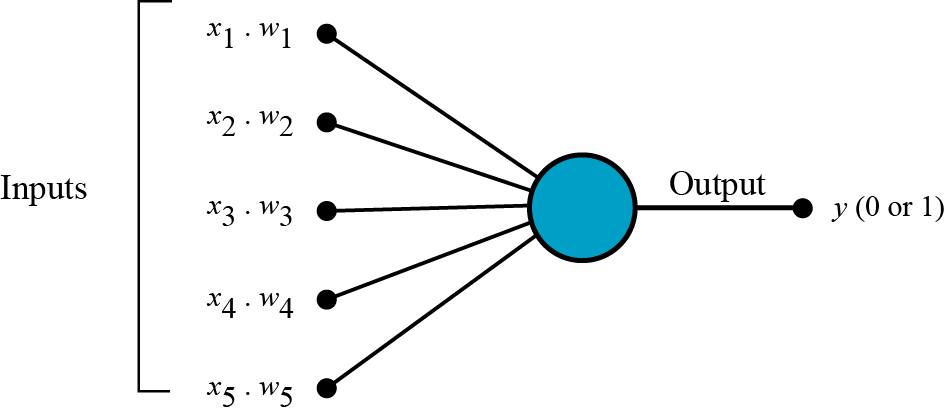 x₁ . w₁
x₂ . w₂
Inputs
x₃ . w₃
Output
y (0 or 1)
x₄ . w₄
x₅ . w₅